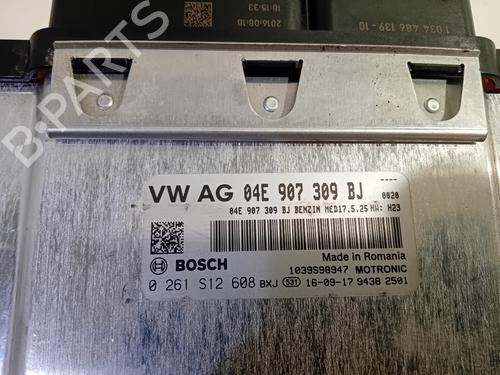 18:15:33
2016-08-10
1 034 486 139-10
B-PARTS
VW AG 04E 907 309 BJ 0020
04E 907 309 BJ BENZIN MED17.5.25 HW: H23
Made in Romania
BOSCH 1039S98947 MOTRONIC
0 261 S12 608 BXJ 531 16-09-17 9438 2501